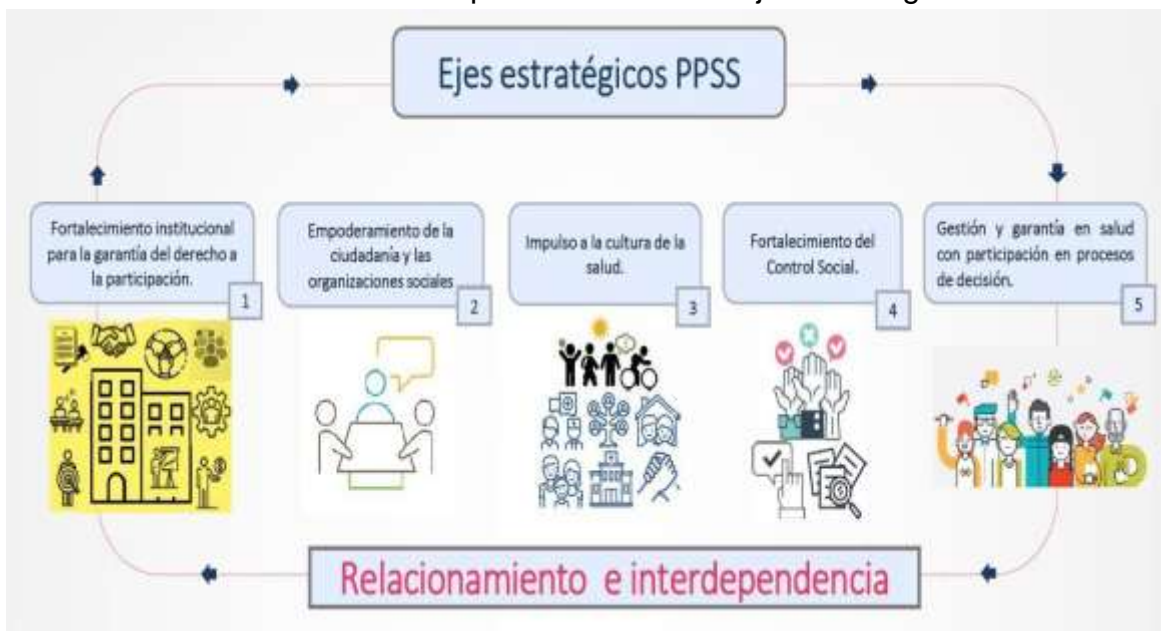 Ejes estratégicos PPSS
Fortalecimiento institucional
para la garantía del derecho a
la participación.
1
Empoderamiento de la
ciudadanía y las
organizaciones sociales
2
Impulso a la cultura de la
salud.
3
Fortalecimiento del
Control Social.
4
Gestión y garantía en salud
con participación en procesos
de decisión.
5
Relacionamiento e interdependencia